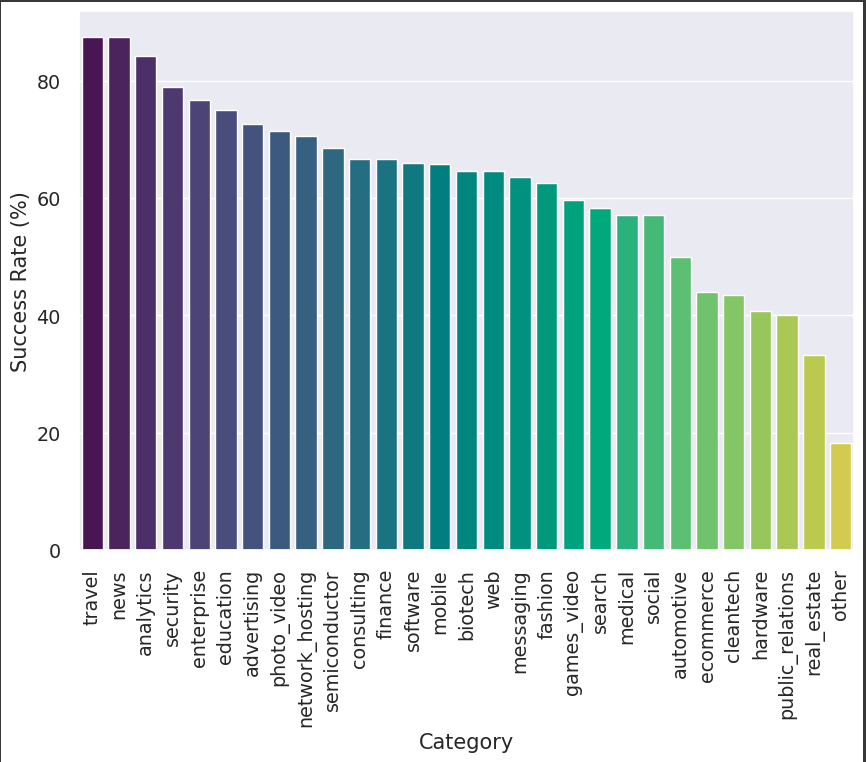 Success Rate (%)
80
60
40
20
0
travel
news
analytics
security
enterprise
education
advertising
photo_video
network_hosting
semiconductor
consulting
finance
software
mobile
biotech
web
messaging
fashion
games_video
search
medical
social
automotive
ecommerce
cleantech
hardware
public_relations
real_estate
other
Category